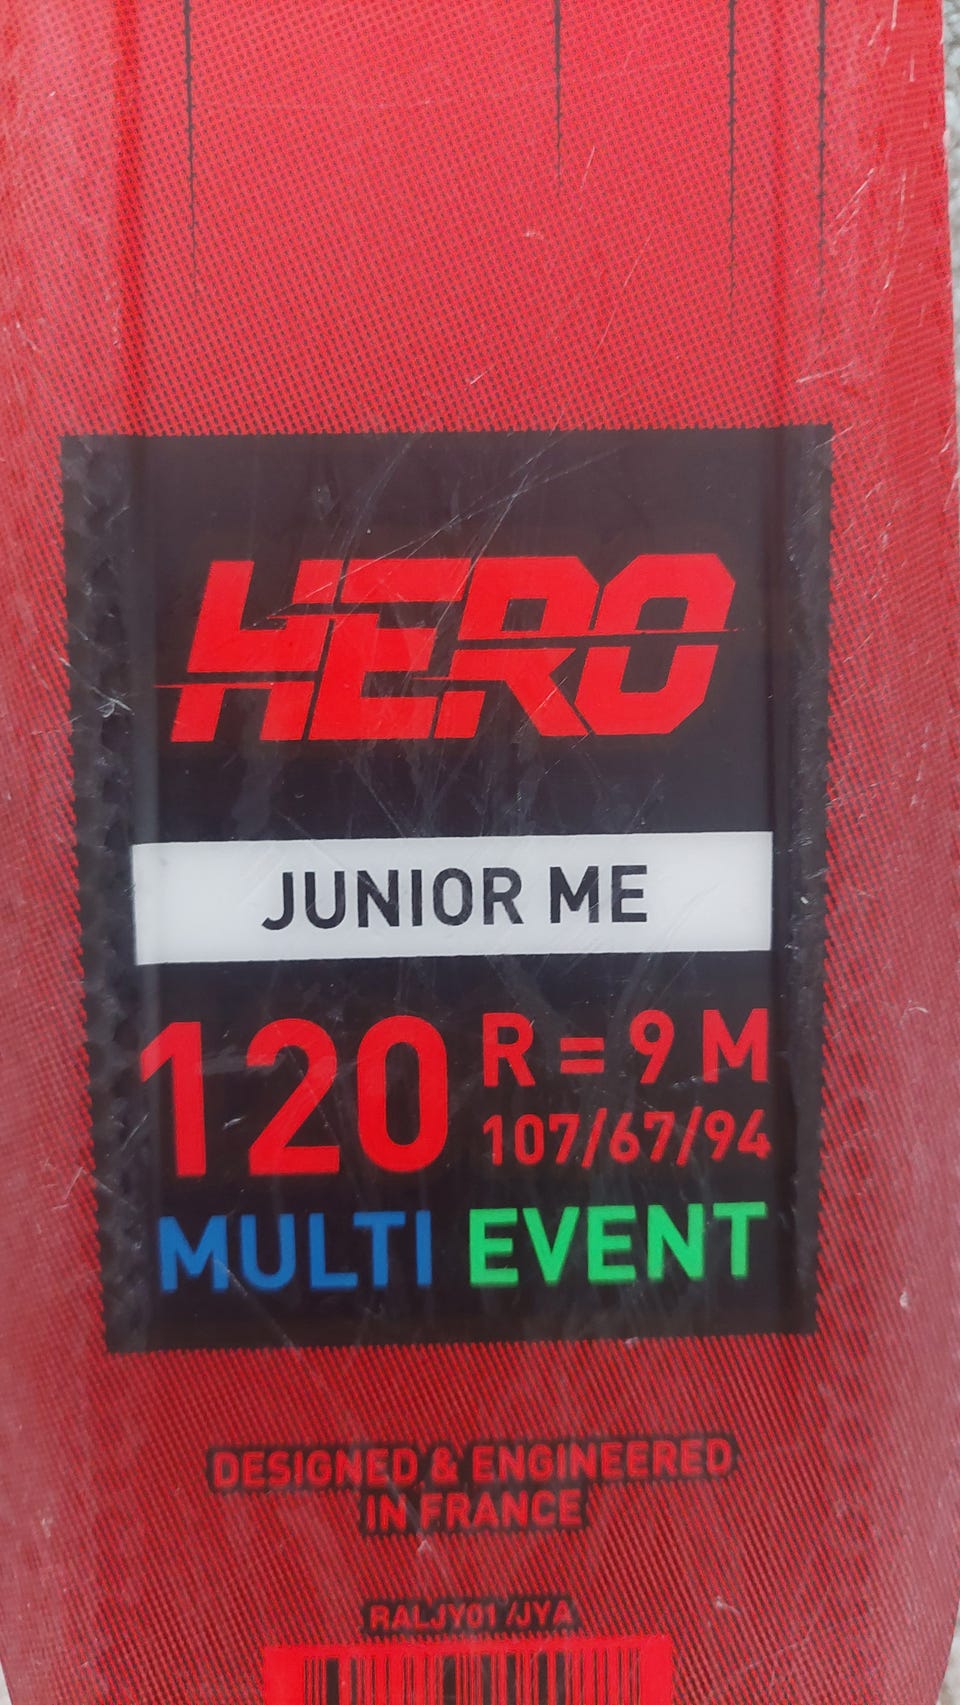 HERO
JUNIOR ME
120 R = 9 M
107/67/94
MULTI EVENT
DESIGNED & ENGINEERED
IN FRANCE
RALJY01 /JYA